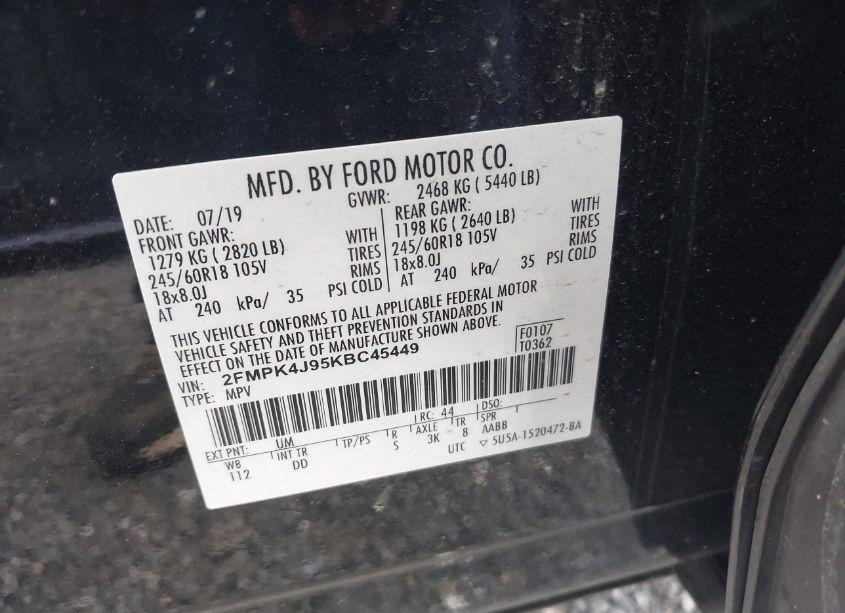 MFD. BY FORD MOTOR CO.
DATE: 07/19 GVWR: 2468 KG ( 5440 LB)
FRONT GAWR: REAR GAWR:
1279 KG ( 2820 LB) WITH 1198 KG ( 2640 LB) WITH
245/60R18 105V TIRES 245/60R18 105V TIRES
18x8.0J RIMS 18x8.0J RIMS
AT 240 kPa/ 35 PSI COLD AT 240 kPa/ 35 PSI COLD
THIS VEHICLE CONFORMS TO ALL APPLICABLE FEDERAL MOTOR
VEHICLE SAFETY AND THEFT PREVENTION STANDARDS IN
EFFECT ON THE DATE OF MANUFACTURE SHOWN ABOVE.
F0107
T0362
VIN: 2FMPK4J95KBC45449
TYPE: MPV
RC: 44 DSO:
EXT PNT: UM
WB INT TR TP/PS R AXLE TR SPR
112 DD S 3K - 8 AABB
UTC ▽ 5U5A-1520472-BA